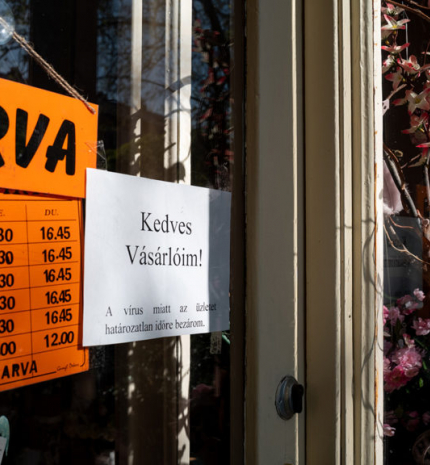 RVA
DU.
30 16.45
30 16.45
30 16.45
30 16.45
30 16.45
00 12.00
ARVA
Kedves
Vásárlóim!
A vírus miatt az üzletet
határozatlan időre bezárom.